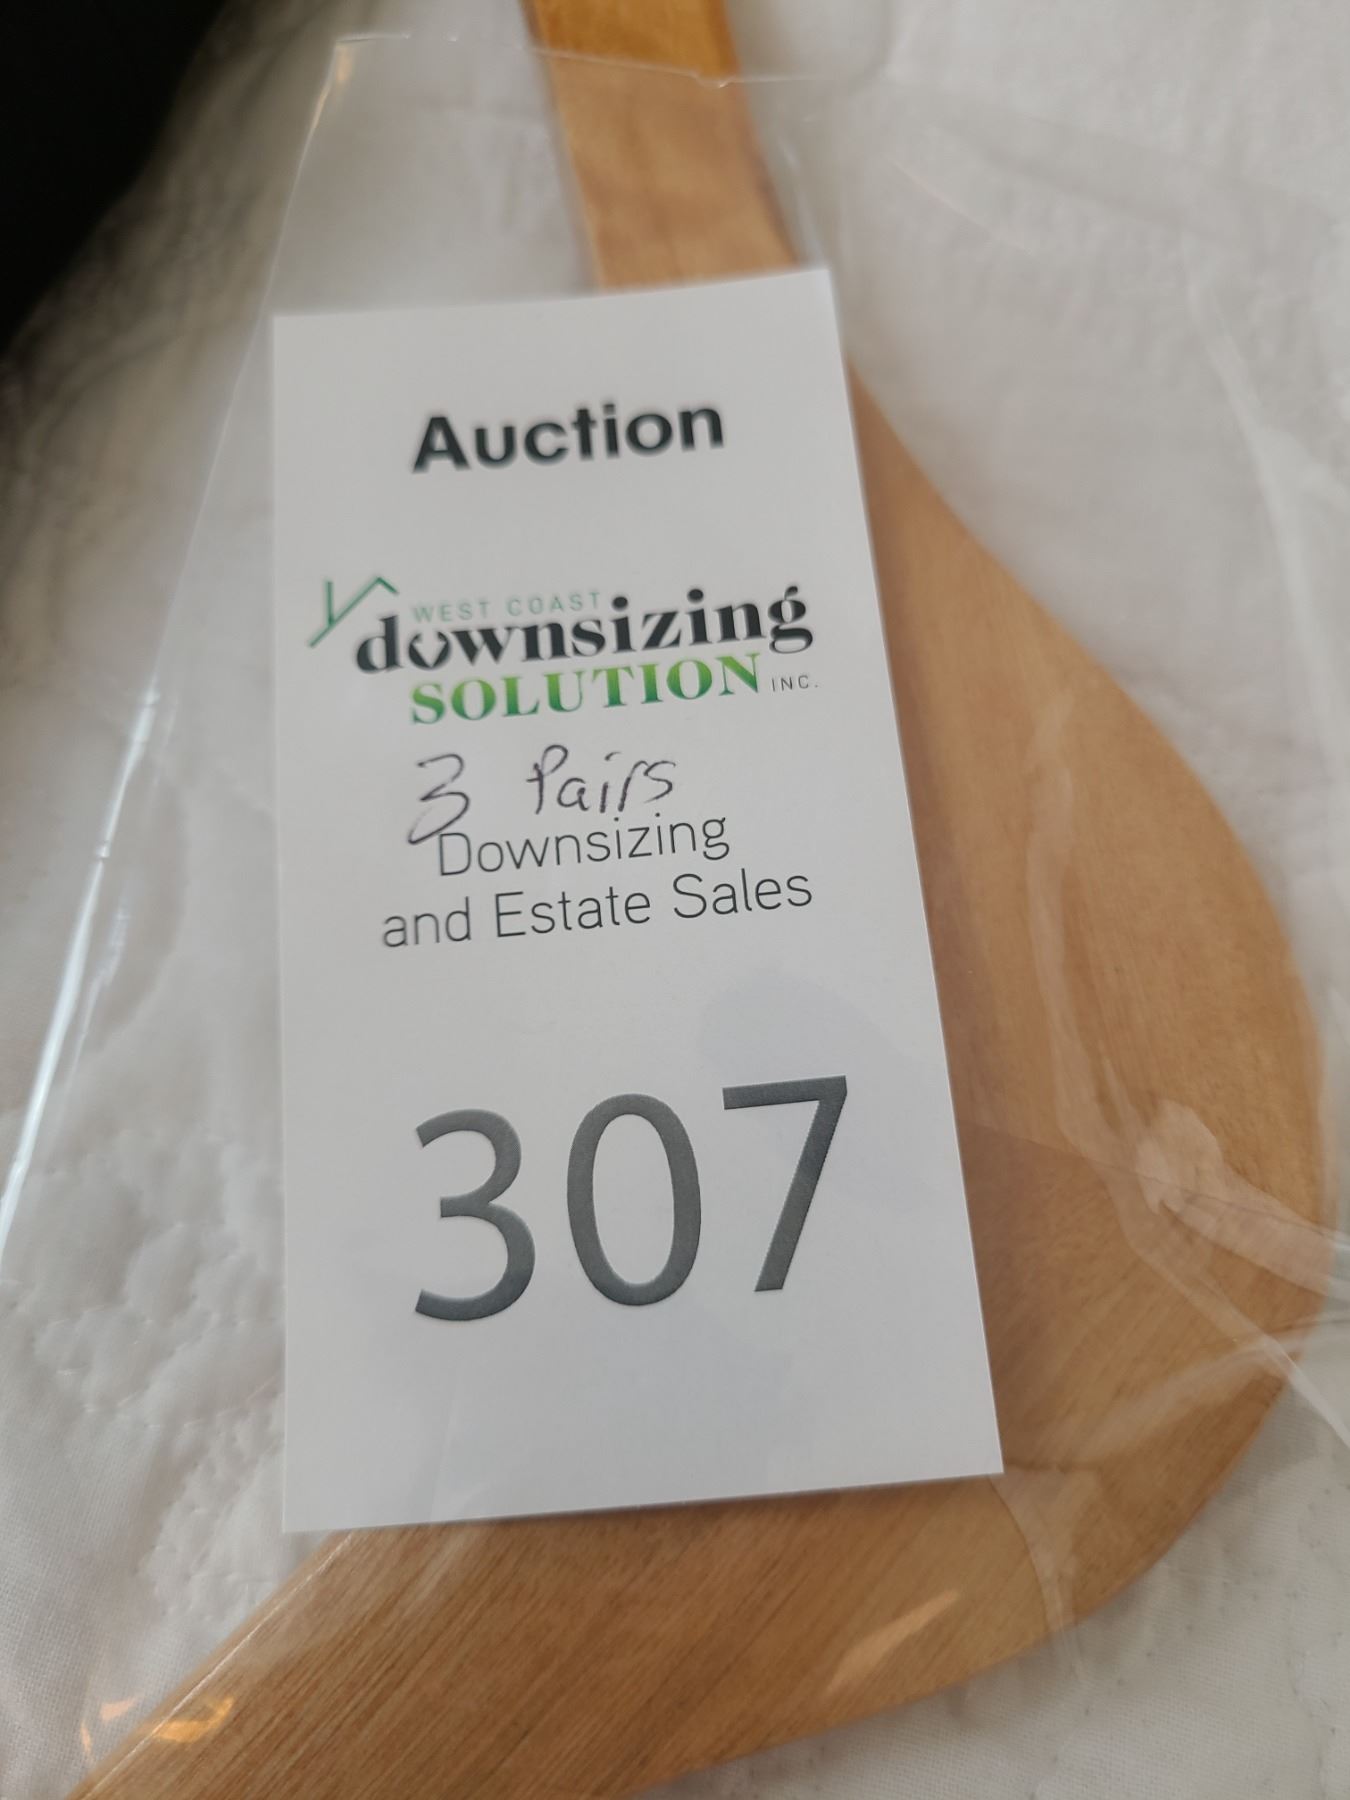 Auction
WEST COAST
downsizing
SOLUTION INC.
3 Pairs
Downsizing
and Estate Sales
307